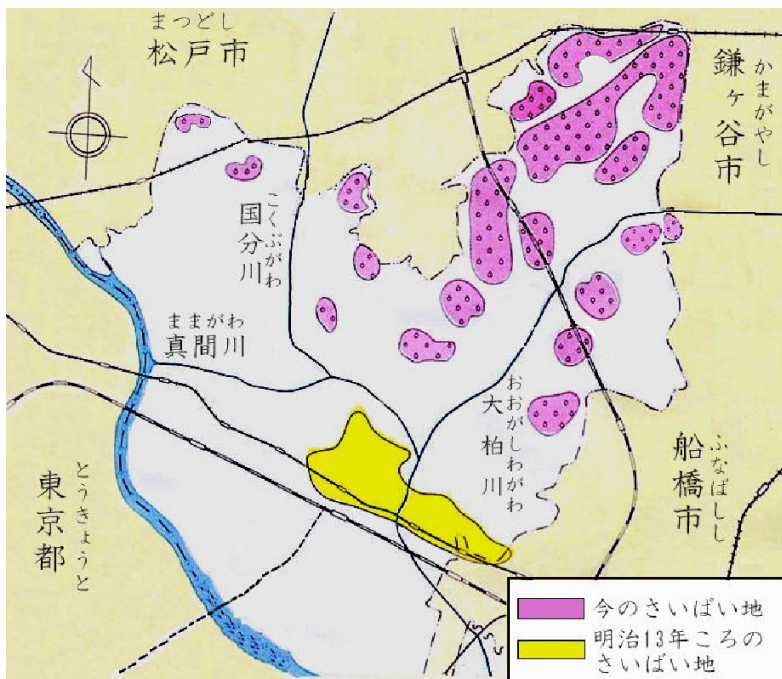 まつどし
松戸市
かまがやし
鎌ヶ谷市
こくぶがわ
国分川
ままがわ
真間川
おおがしわがわ
大柏川
ふなばしし
船橋市
とうきょうと
東京都
今のさいばい地
明治13年ころの
さいばい地